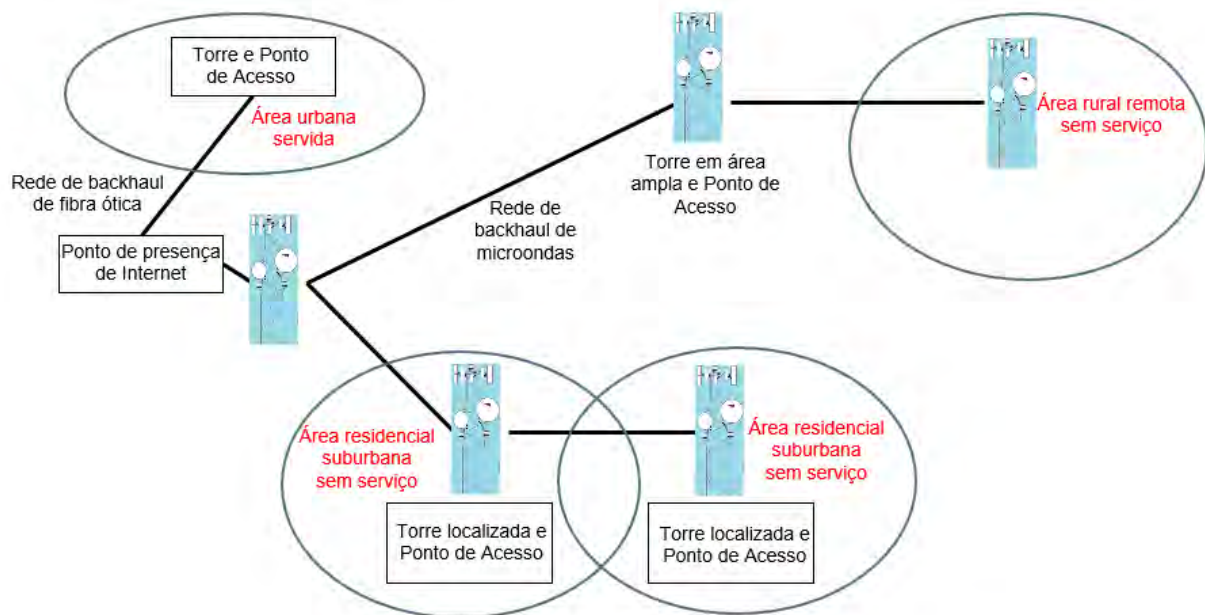 Torre e Ponto
de Acesso
Área urbana
servida
Rede de backhaul
de fibra ótica
Ponto de presença
de Internet
Rede de
backhaul de
microondas
Torre em área
ampla e Ponto de
Acesso
Área rural remota
sem serviço
Área residencial
suburbana
sem serviço
Torre localizada e
Ponto de Acesso
Área residencial
suburbana
sem serviço
Torre localizada e
Ponto de Acesso